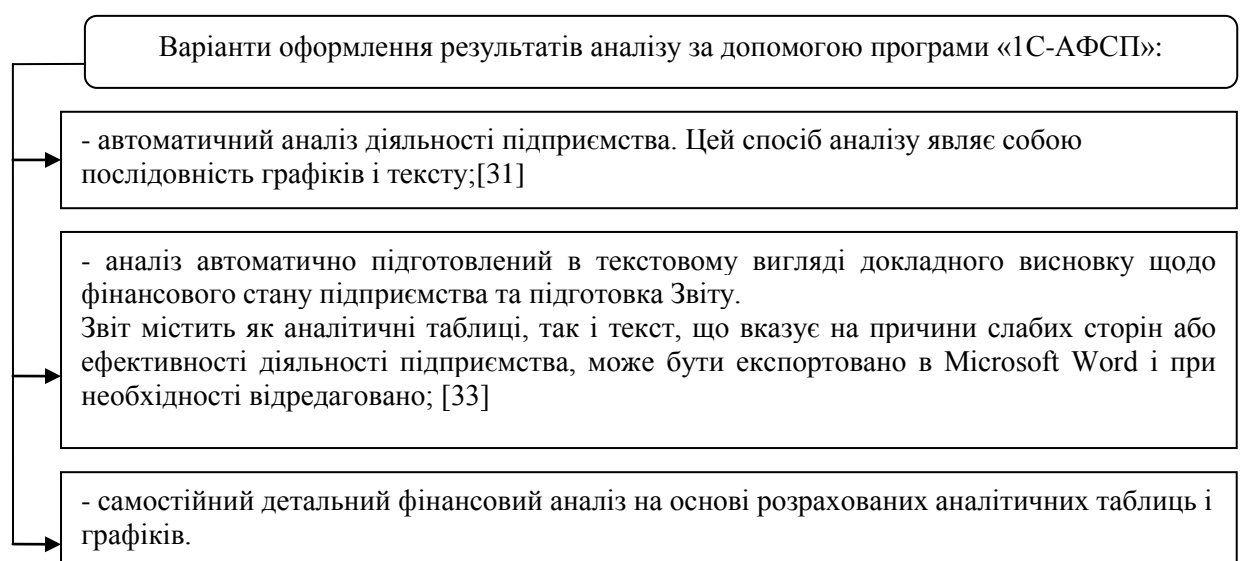 Варіанти оформлення результатів аналізу за допомогою програми «1С-АФСП»:
- автоматичний аналіз діяльності підприємства. Цей спосіб аналізу являє собою
послідовність графіків і тексту;[31]
- аналіз автоматично підготовлений в текстовому вигляді докладного висновку щодо
фінансового стану підприємства та підготовка Звіту.
Звіт містить як аналітичні таблиці, так і текст, що вказує на причини слабих сторін або
ефективності діяльності підприємства, може бути експортовано в Microsoft Word і при
необхідності відредаговано; [33]
- самостійний детальний фінансовий аналіз на основі розрахованих аналітичних таблиць і
графіків.